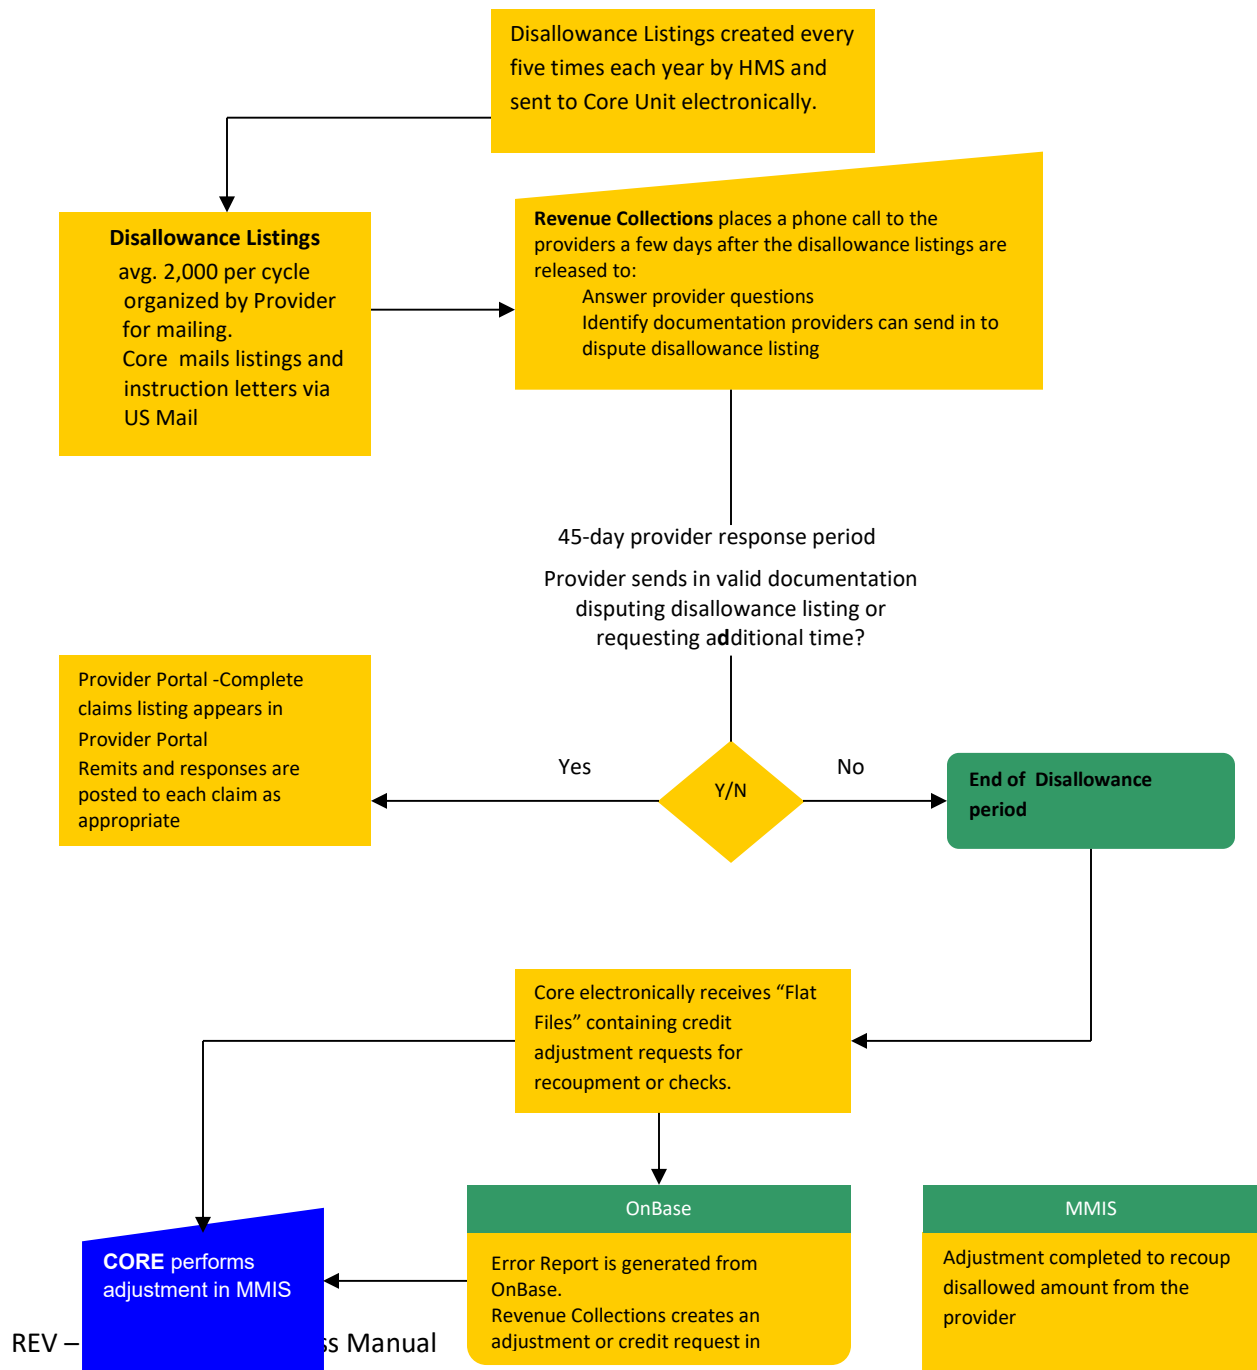 Disallowance Listings created every
five times each year by HMS and
sent to Core Unit electronically.
Disallowance Listings
avg. 2,000 per cycle
organized by Provider
for mailing.
Core mails listings and
instruction letters via
US Mail
Revenue Collections places a phone call to the
providers a few days after the disallowance listings are
released to:
Answer provider questions
Identify documentation providers can send in to
dispute disallowance listing
45-day provider response period
Provider sends in valid documentation
disputing disallowance listing or
requesting additional time?
Provider Portal -Complete
claims listing appears in
Provider Portal
Remits and responses are
posted to each claim as
appropriate
Yes
Y/N
No
End of Disallowance
period
Core electronically receives “Flat
Files” containing credit
adjustment requests for
recoupment or checks.
CORE performs
adjustment in MMIS
OnBase
Error Report is generated from
OnBase.
Revenue Collections creates an
adjustment or credit request in
MMIS
Adjustment completed to recoup
disallowed amount from the
provider
REV – ss Manual